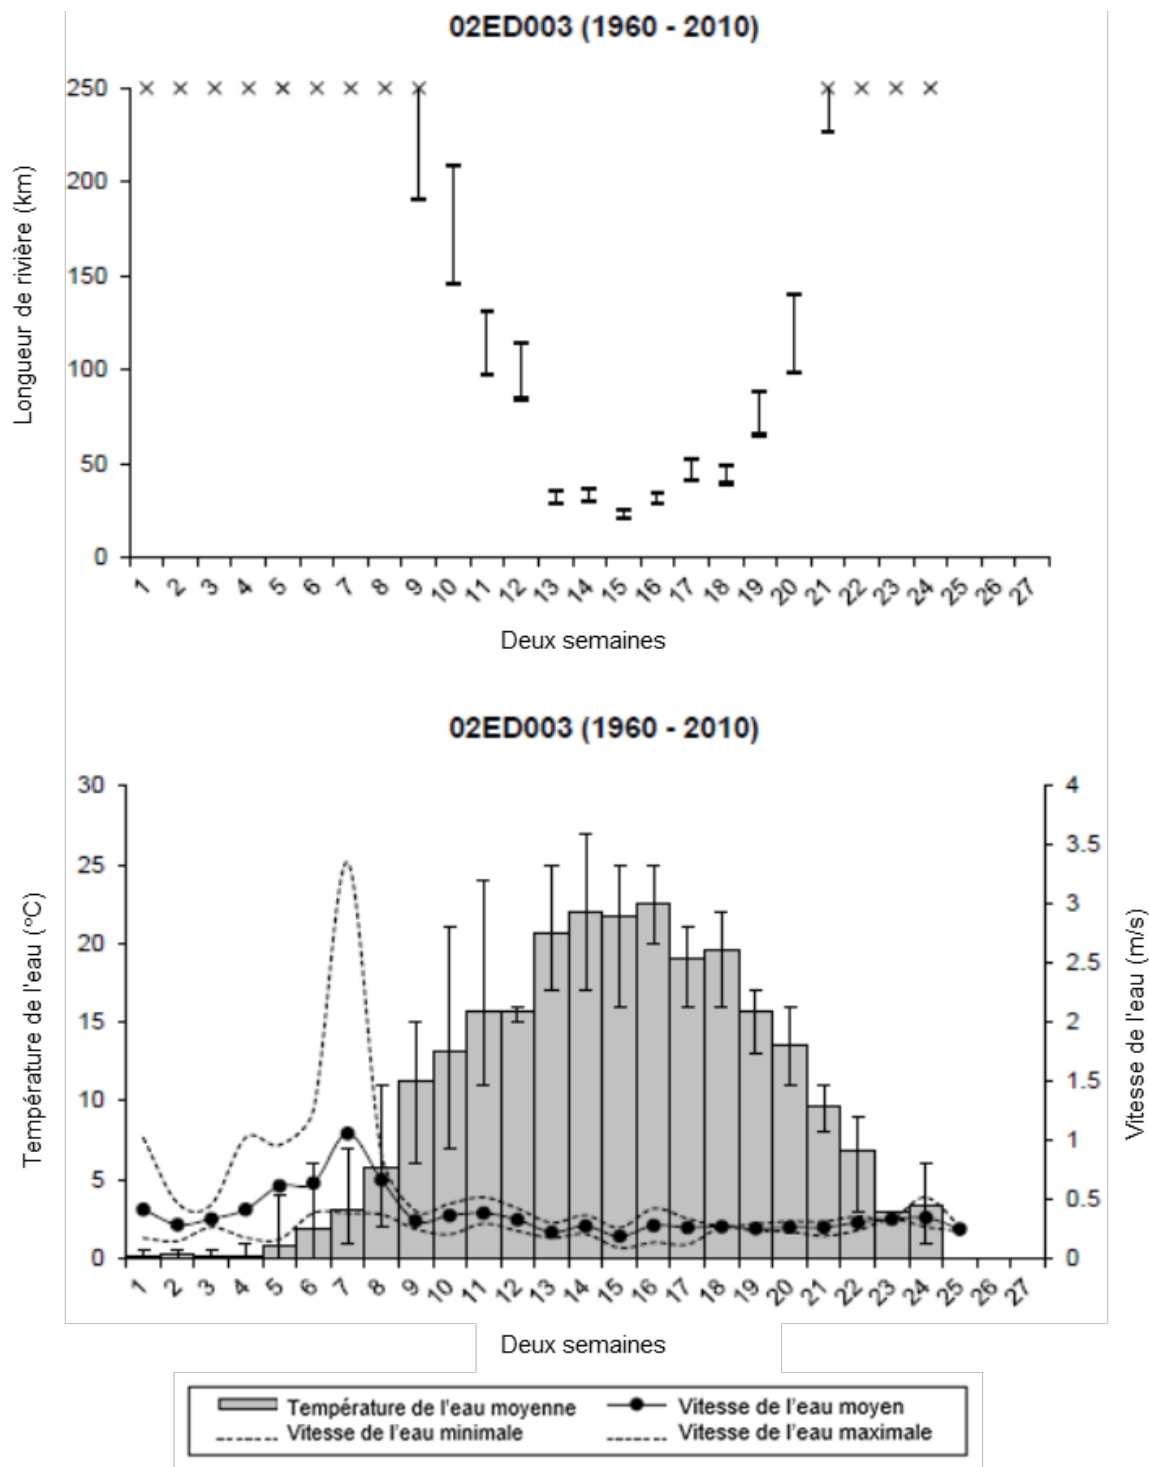 02ED003 (1960 - 2010)
Longueur de rivière (km)
250
200
150
100
50
0
1 2 3 4 5 6 7 8 9 10 11 12 13 14 15 16 17 18 19 20 21 22 23 24 25 26 27
Deux semaines
02ED003 (1960 - 2010)
Température de l'eau (°C)
30
25
20
15
10
5
0
4
3.5
3
2.5
2
1.5
1
0.5
0
Vitesse de l'eau (m/s)
1 2 3 4 5 6 7 8 9 10 11 12 13 14 15 16 17 18 19 20 21 22 23 24 25 26 27
Deux semaines
Température de l'eau moyenne
Vitesse de l'eau moyen
Vitesse de l'eau minimale
Vitesse de l'eau maximale